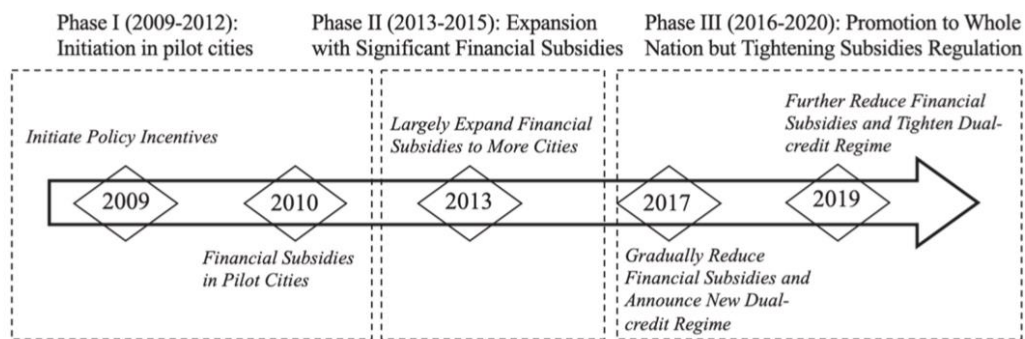 Phase I (2009-2012):
Initiation in pilot cities
Phase II (2013-2015): Expansion
with Significant Financial Subsidies
Phase III (2016-2020): Promotion to Whole
Nation but Tightening Subsidies Regulation
Initiate Policy Incentives
2009
2010
Financial Subsidies
in Pilot Cities
Largely Expand Financial
Subsidies to More Cities
2013
2017
Gradually Reduce
Financial Subsidies and
Announce New Dual-
credit Regime
Further Reduce Financial
Subsidies and Tighten Dual-
credit Regime
2019